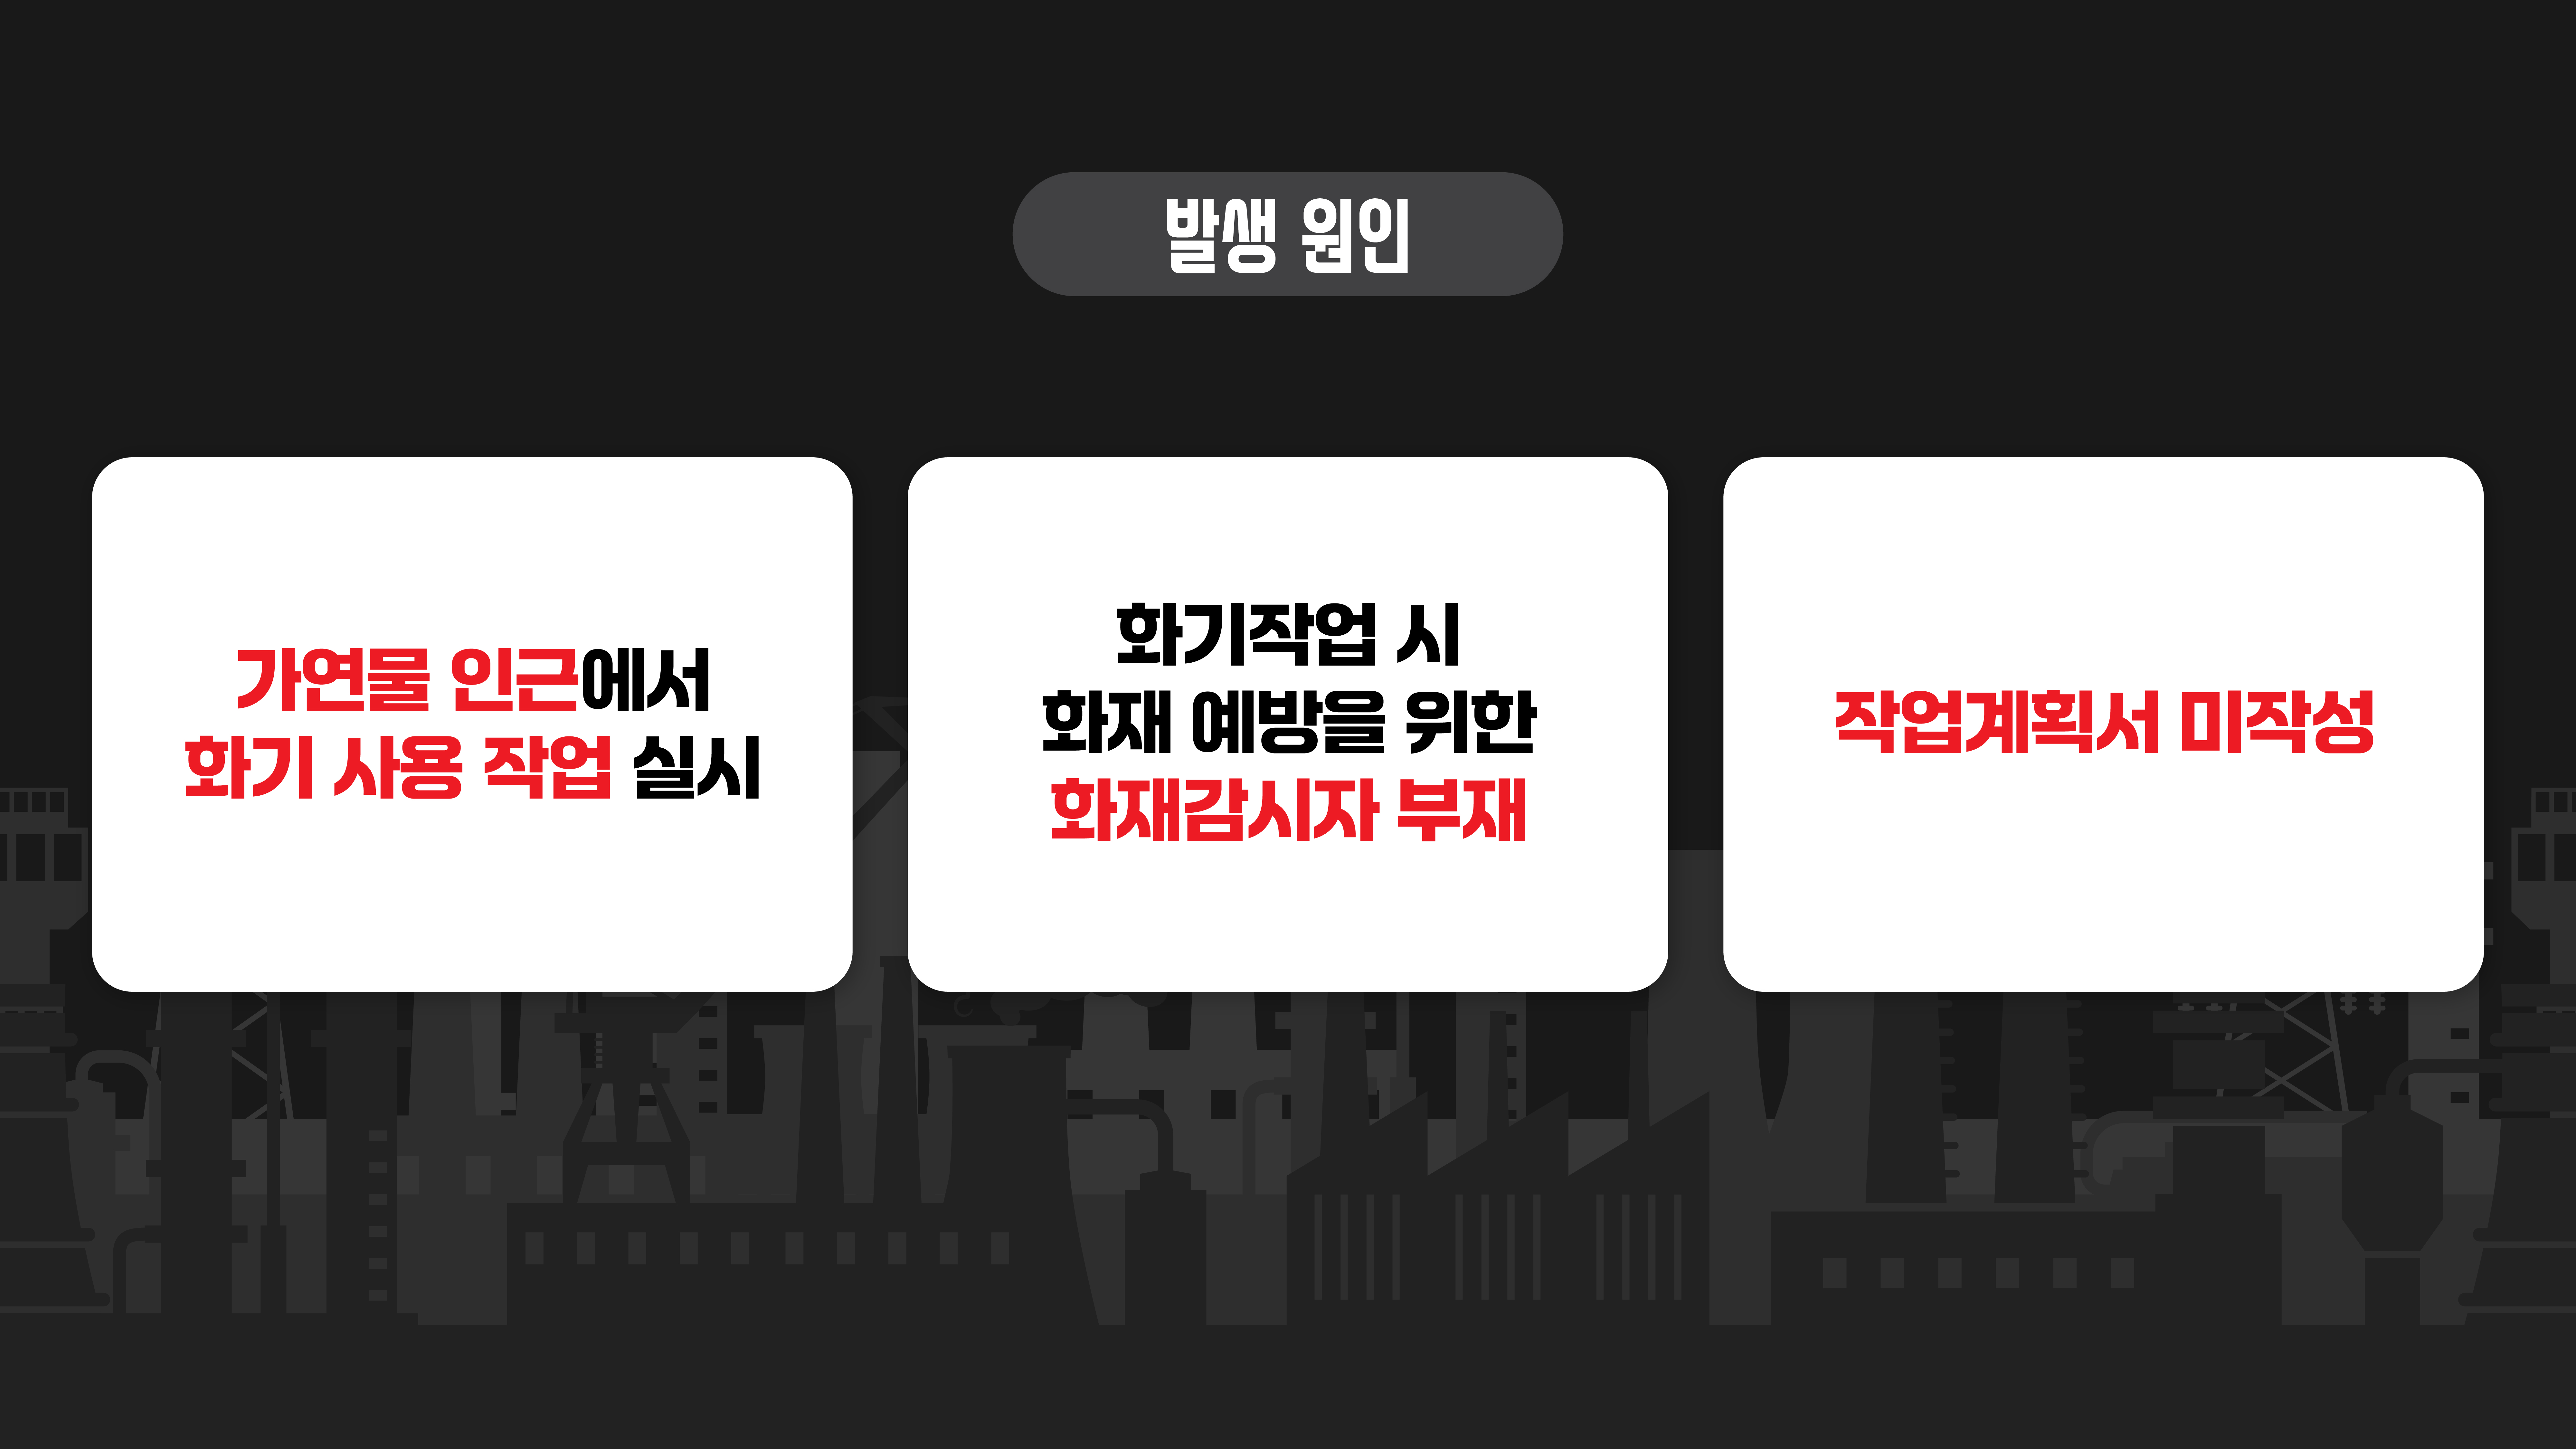 발생 원인
가연물 인근에서
화기 사용 작업 실시
화기작업 시
화재 예방을 위한
화재감시자 부재
작업계획서 미작성